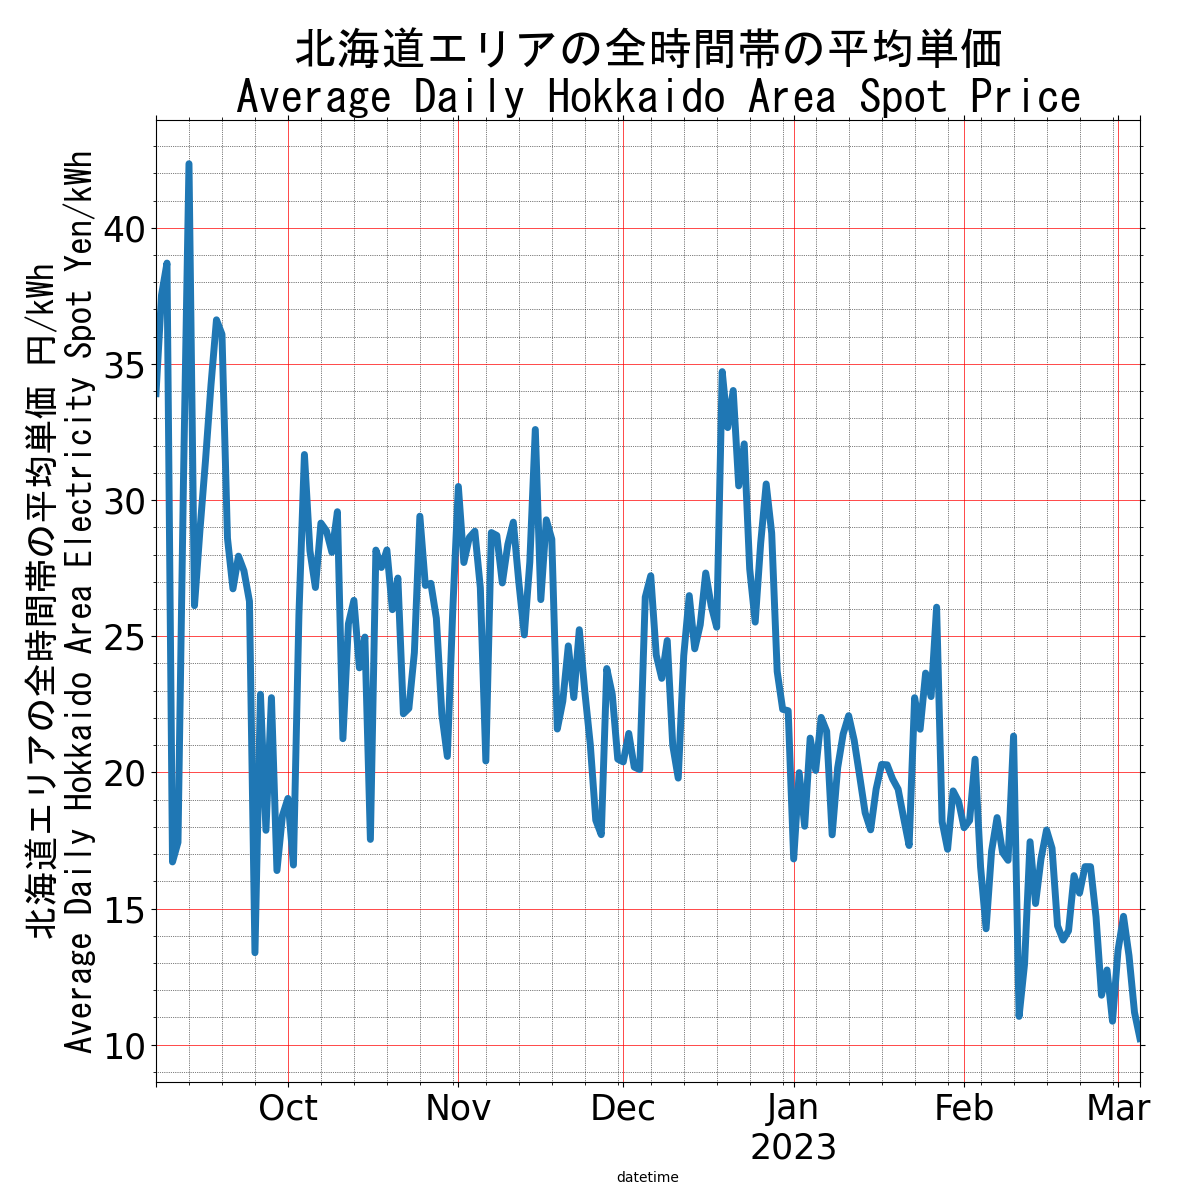 北海道エリアの全時間帯の平均単価
Average Daily Hokkaido Area Spot Price
北海道エリアの全時間帯の平均単価 円/kWh
Average Daily Hokkaido Area Electricity Spot Yen/kWh
40
35
30
25
20
15
10
Oct Nov Dec Jan Feb Mar
2023
datetime